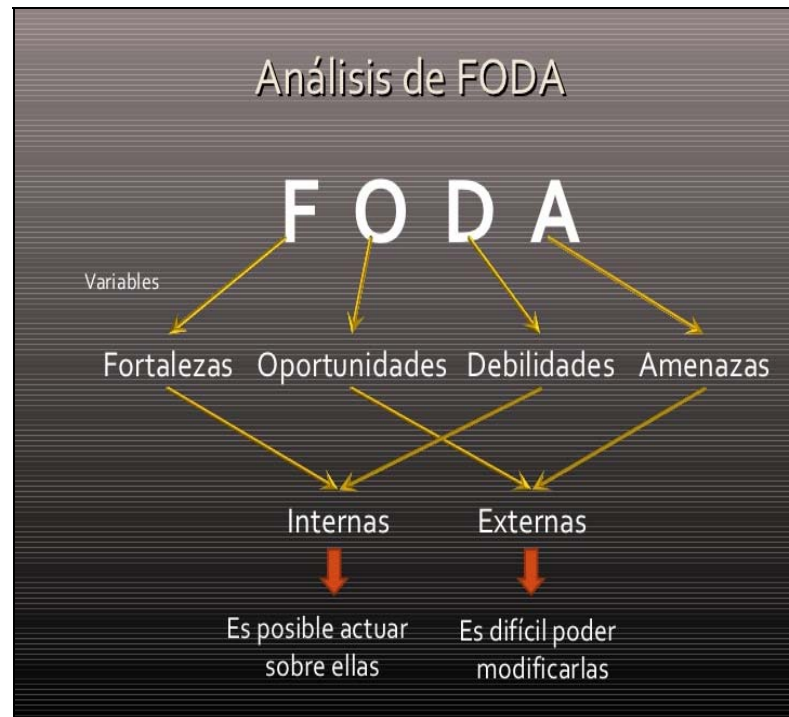 Análisis de FODA
F O D A
Variables
Fortalezas Oportunidades Debilidades Amenazas
Internas Externas
Es posible actuar
sobre ellas
Es difícil poder
modificarlas